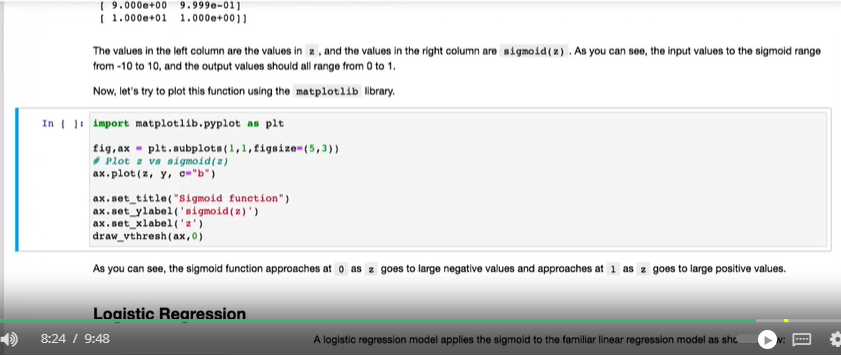 [ 9.000e+00 9.999e-01]
[ 1.000e+01 1.000e+00]]
The values in the left column are the values in z , and the values in the right column are sigmoid(z) . As you can see, the input values to the sigmoid range
from -10 to 10, and the output values should all range from 0 to 1.
Now, let's try to plot this function using the matplotlib library.
In [ ]: import matplotlib.pyplot as plt
fig,ax = plt.subplots(1,1,figsize=(5,3))
# Plot z vs sigmoid(z)
ax.plot(z, y, c="b")
ax.set_title("Sigmoid function")
ax.set_ylabel('sigmoid(z)')
ax.set_xlabel('z')
draw_vthresh(ax,0)
As you can see, the sigmoid function approaches at 0 as z goes to large negative values and approaches at 1 as z goes to large positive values.
Logistic Regression
8:24 / 9:48
A logistic regression model applies the sigmoid to the familiar linear regression model as